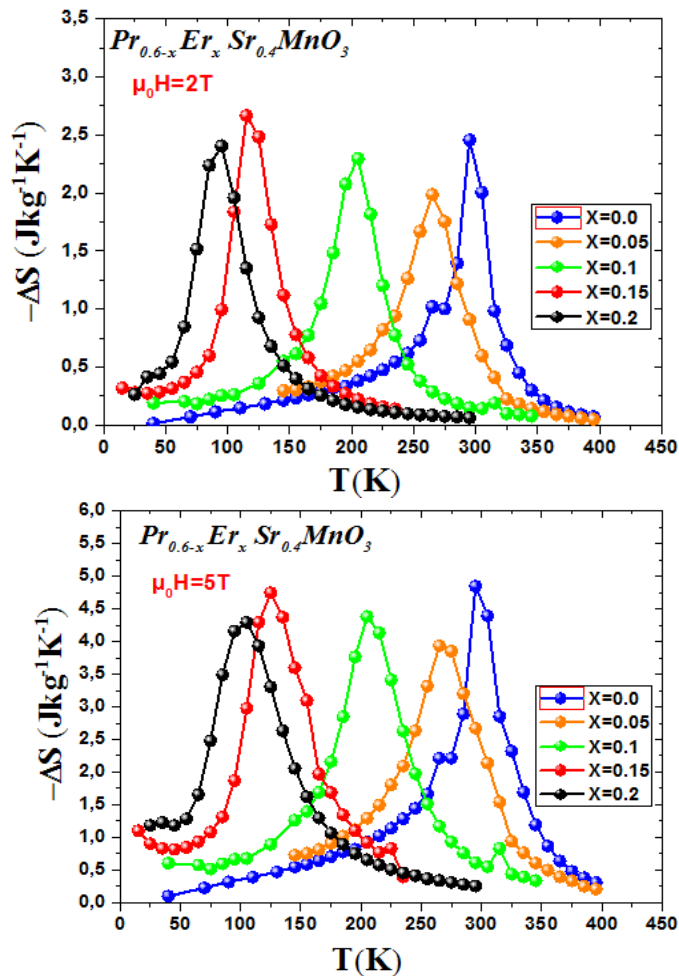 Pr0.6-xErxSr0.4MnO3
μ0H=2T
3,5
3,0
2,5
2,0
1,5
1,0
0,5
0,0
−ΔS (Jkg-1K-1)
X=0.0
X=0.05
X=0.1
X=0.15
X=0.2
0 50 100 150 200 250 300 350 400 450
T(K)
Pr0.6-xErxSr0.4MnO3
μ0H=5T
6,0
5,5
5,0
4,5
4,0
3,5
3,0
2,5
2,0
1,5
1,0
0,5
0,0
−ΔS (Jkg-1K-1)
X=0.0
X=0.05
X=0.1
X=0.15
X=0.2
0 50 100 150 200 250 300 350 400 450
T(K)